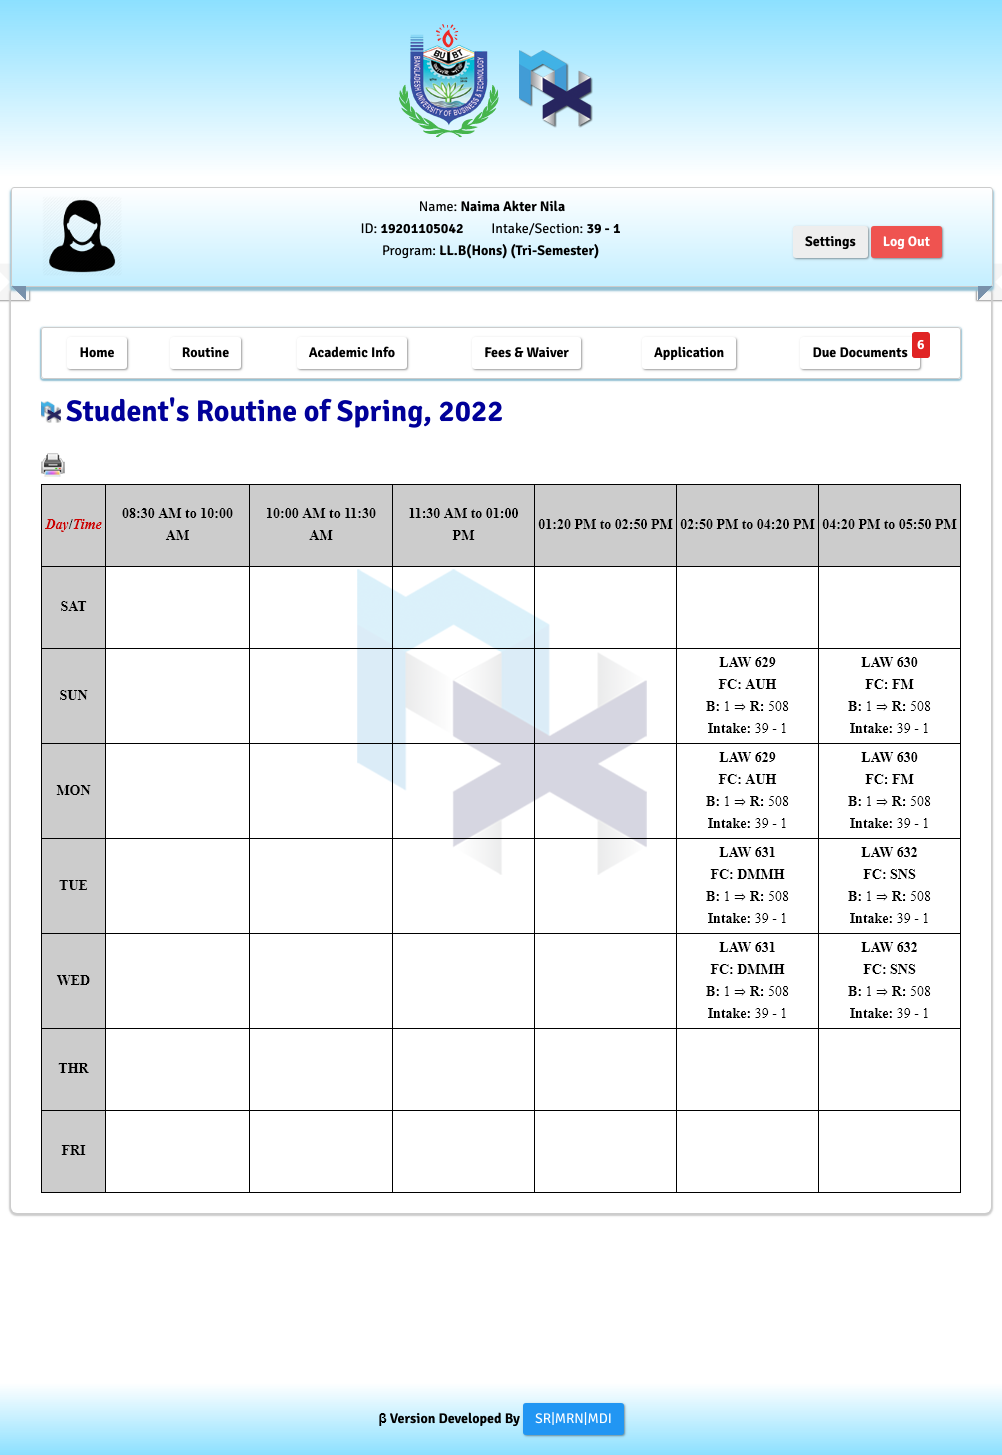 BU BT
BANGLADESH UNIVERSITY OF BUSINESS & TECHNOLOGY
Name: Naima Akter Nila
ID: 19201105042 Intake/Section: 39 - 1
Program: LL.B(Hons) (Tri-Semester)
Settings Log Out
Home Routine Academic Info Fees & Waiver Application Due Documents 6
Student's Routine of Spring, 2022
Day/Time 08:30 AM to 10:00 AM 10:00 AM to 11:30 AM 11:30 AM to 01:00 PM 01:20 PM to 02:50 PM 02:50 PM to 04:20 PM 04:20 PM to 05:50 PM
SAT
SUN
LAW 629 LAW 630
FC: AUH FC: FM
B: 1 ⇒ R: 508 B: 1 ⇒ R: 508
Intake: 39 - 1 Intake: 39 - 1
MON
LAW 629 LAW 630
FC: AUH FC: FM
B: 1 ⇒ R: 508 B: 1 ⇒ R: 508
Intake: 39 - 1 Intake: 39 - 1
TUE
LAW 631 LAW 632
FC: DMMH FC: SNS
B: 1 ⇒ R: 508 B: 1 ⇒ R: 508
Intake: 39 - 1 Intake: 39 - 1
WED
LAW 631 LAW 632
FC: DMMH FC: SNS
B: 1 ⇒ R: 508 B: 1 ⇒ R: 508
Intake: 39 - 1 Intake: 39 - 1
THR
FRI
β Version Developed By SR|MRN|MDI